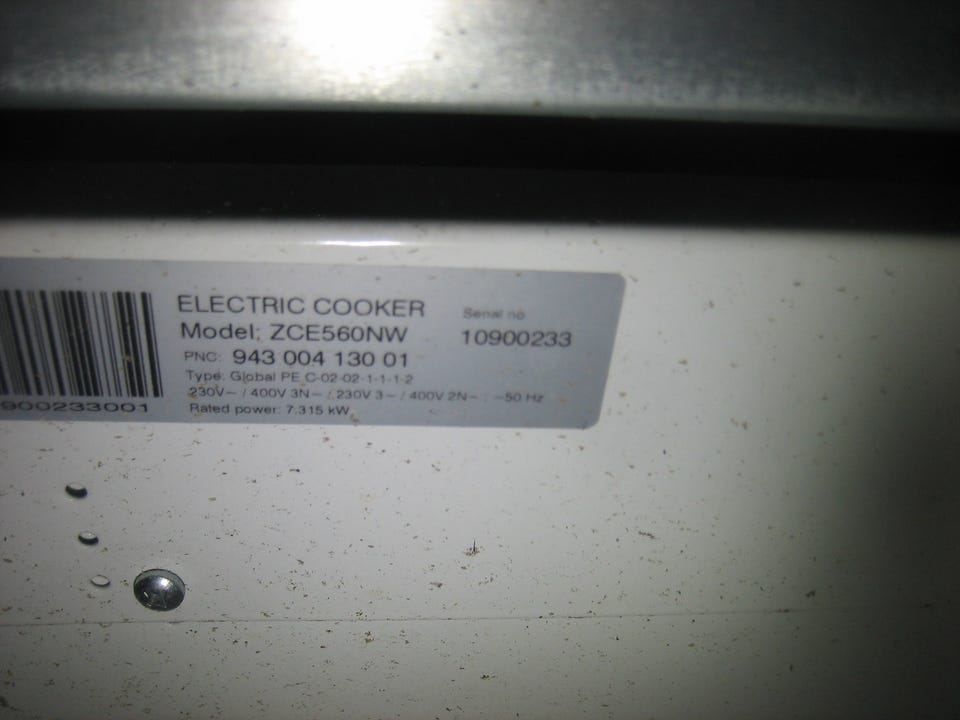 ELECTRIC COOKER
Model: ZCE560NW
PNC: 943 004 130 01
Type: Global PE C-02-02-1-1-1-2
230V~ / 400V 3N~ / 230V 3~ / 400V 2N~ ; ~50 Hz
Rated power: 7.315 kW
Serial no
10900233
900233001